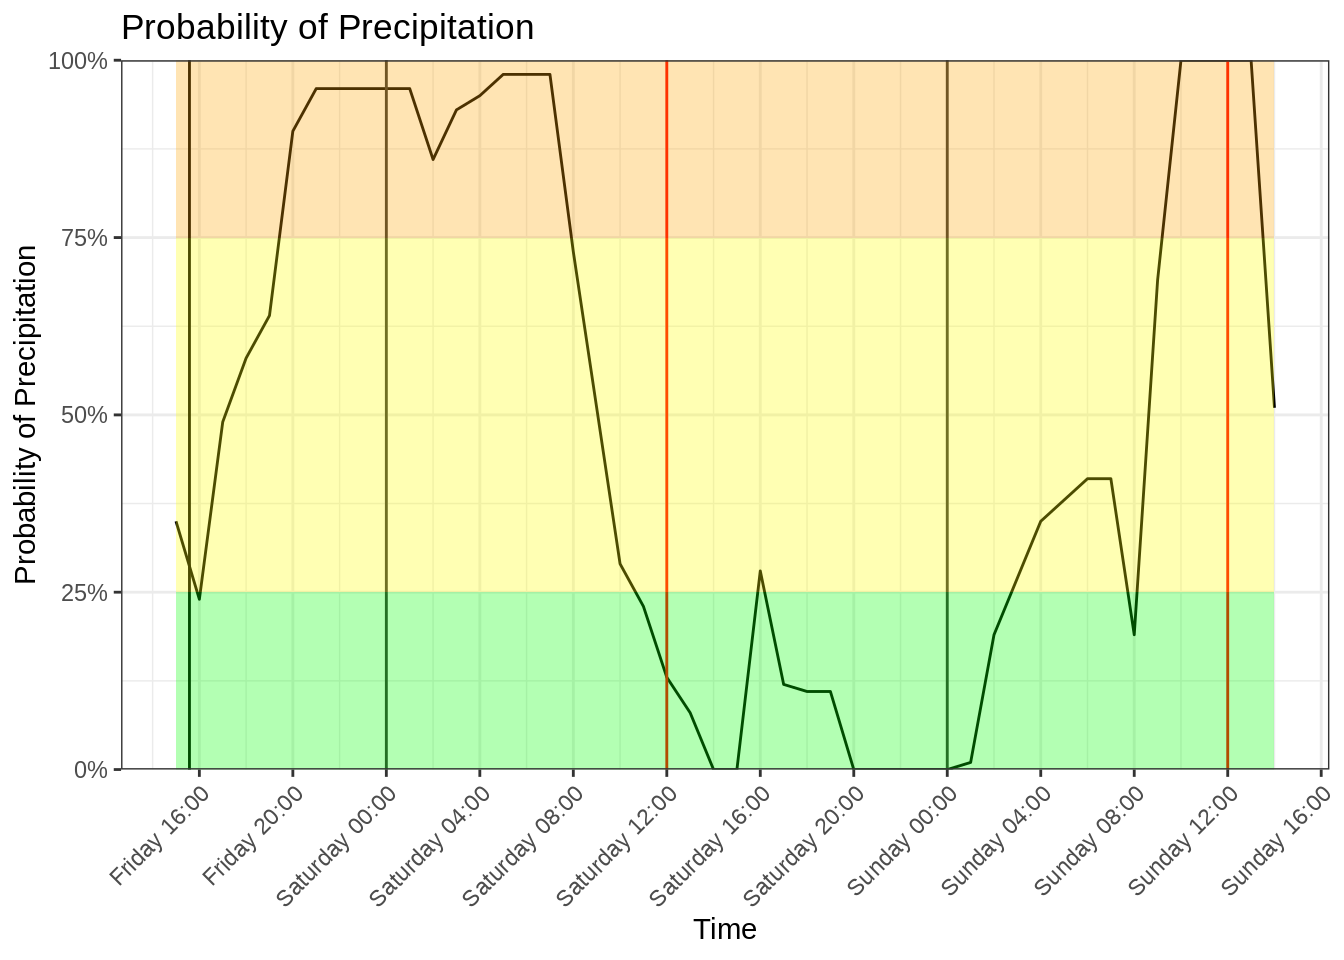 Probability of Precipitation
Probability of Precipitation
100%
75%
50%
25%
0%
Friday 16:00
Friday 20:00
Saturday 00:00
Saturday 04:00
Saturday 08:00
Saturday 12:00
Saturday 16:00
Saturday 20:00
Sunday 00:00
Sunday 04:00
Sunday 08:00
Sunday 12:00
Sunday 16:00
Time